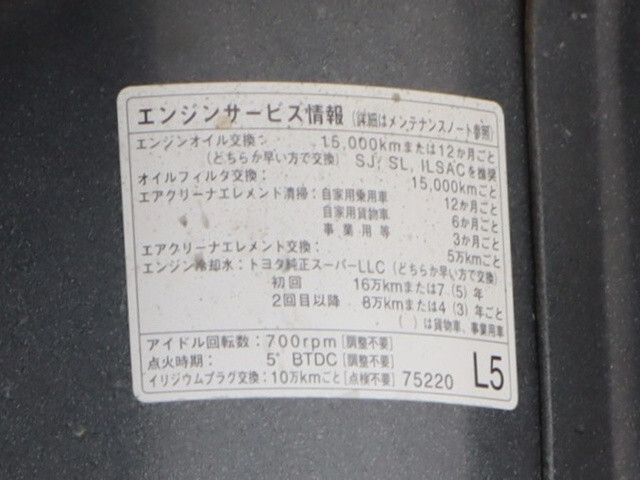 エンジンサービス情報 (詳細はメンテナンスノート参照)
エンジンオイル交換: 15,000kmまたは12か月ごと
(どちらか早い方で交換) SJ, SL, ILSACを推奨
オイルフィルタ交換: 15,000kmごと
エアクリーナエレメント清掃: 自家用乗用車 12か月ごと
自家用貨物車 6か月ごと
事業用等 3か月ごと
エアクリーナエレメント交換: 5万kmごと
エンジン冷却水: トヨタ純正スーパーLLC (どちらか早い方で交換)
初回 16万kmまたは7 (5) 年
2回目以降 8万kmまたは4 (3) 年ごと
( )は貨物車、事業用車
アイドル回転数: 700rpm [調整不要]
点火時期: 5° BTDC [調整不要]
イリジウムプラグ交換: 10万kmごと [点検不要] 75220 L5